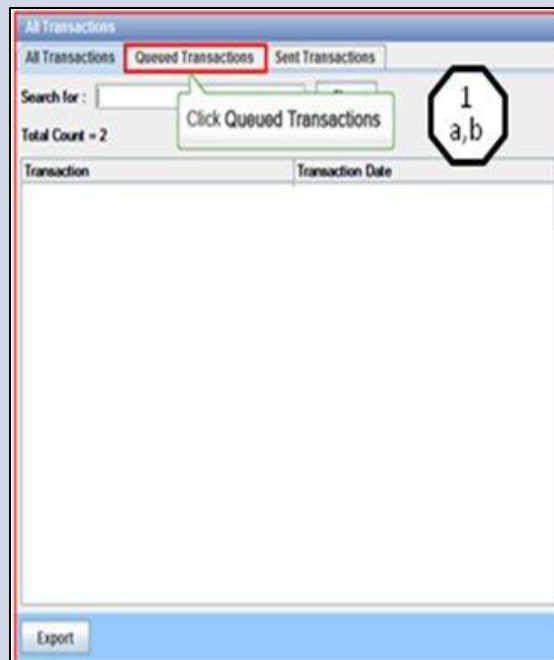 All Transactions
All Transactions Queued Transactions Sent Transactions
Search for :
Click Queued Transactions
1
a,b
Total Count = 2
Transaction Transaction Date
Export